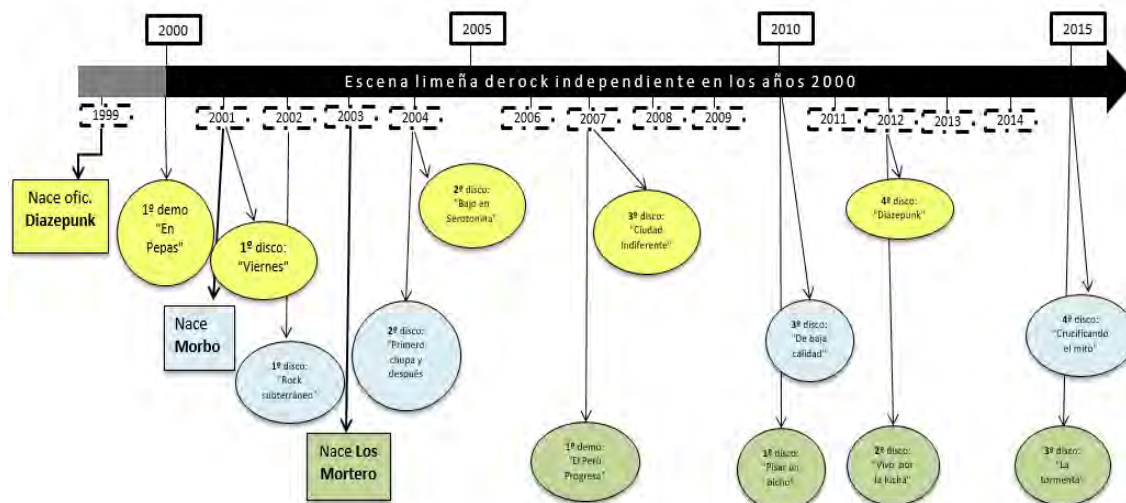 2000
2005
2010
2015
Escena limeña derock independiente en los años 2000
1999
2001
2002
2003
2004
2006
2007
2008
2009
2011
2012
2013
2014
Nace ofic.
Diazepunk
1º demo
"En
Pepas"
1º disco:
"Viernes"
2º disco:
"Bajo en
Serotonina"
3º disco:
"Ciudad
Indiferente"
4º disco:
"Diazepunk"
Nace
Morbo
1º disco:
"Rock
subterráneo"
2º disco:
"Primero
chupa y
después
3º disco:
"De baja
calidad"
4º disco:
"Crucificando
el mito"
Nace Los
Mortero
1º demo:
"El Perú
Progresa"
1º disco:
"Pisar un
bicho"
2º disco:
"Vivo por
la lucha"
3º disco:
"La
tormenta"